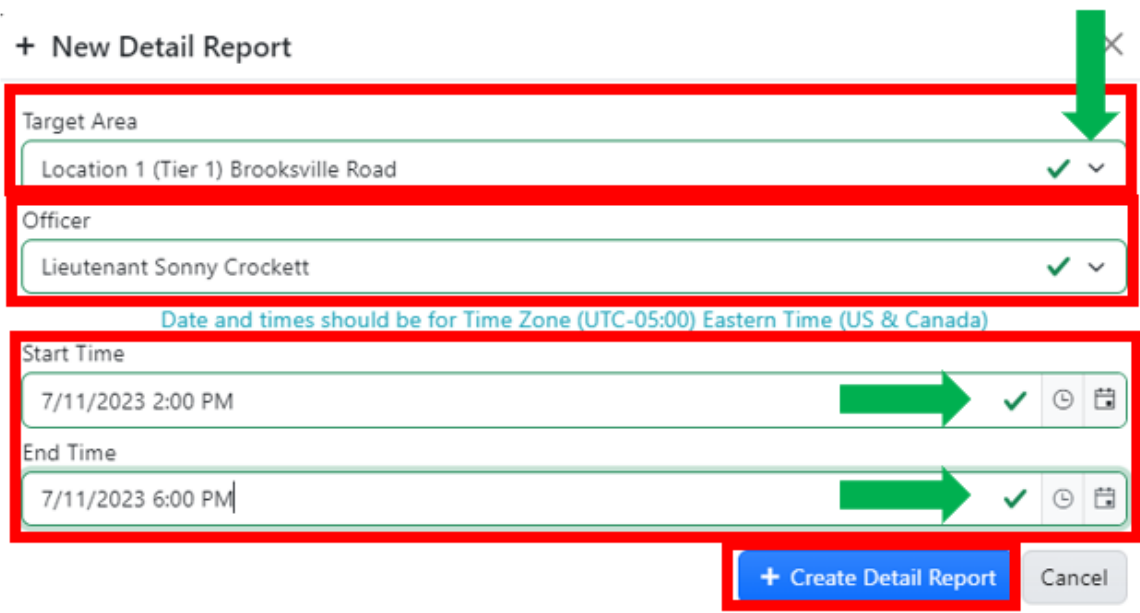 + New Detail Report
Target Area
Location 1 (Tier 1) Brooksville Road
Officer
Lieutenant Sonny Crockett
Date and times should be for Time Zone (UTC-05:00) Eastern Time (US & Canada)
Start Time
7/11/2023 2:00 PM
End Time
7/11/2023 6:00 PM
+ Create Detail Report Cancel